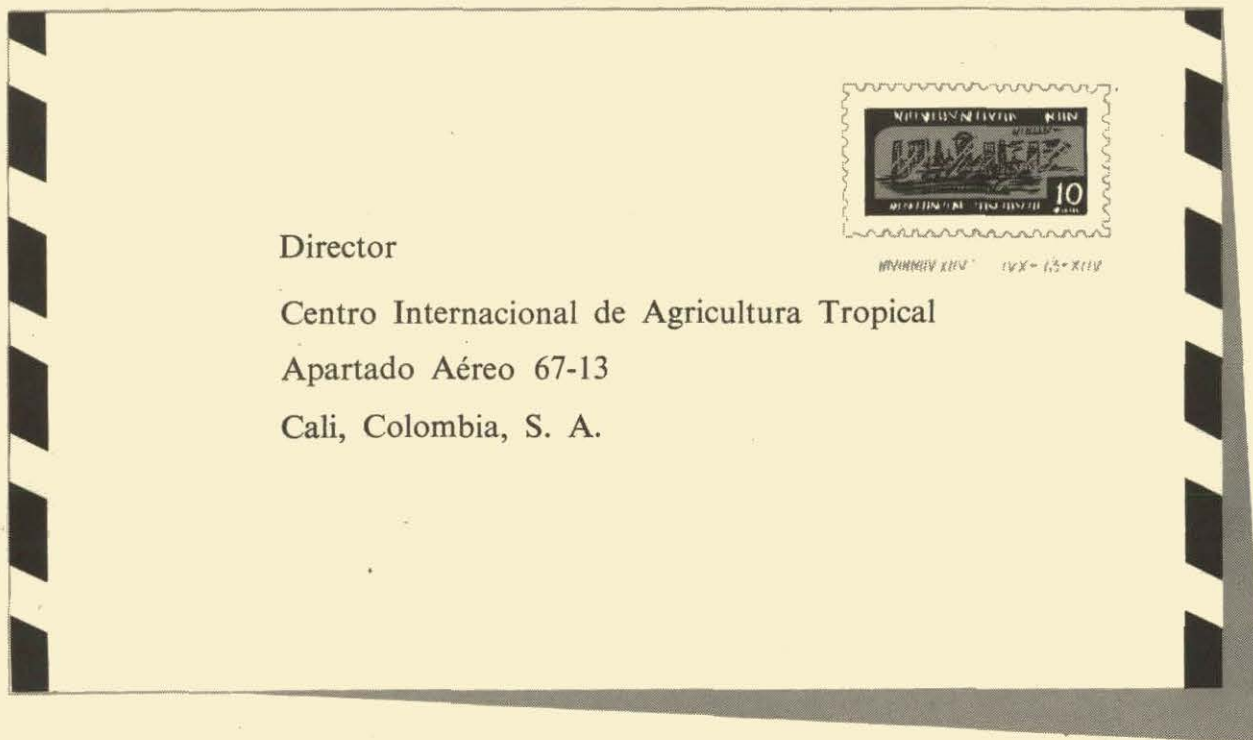 10
Director
Centro Internacional de Agricultura Tropical
Apartado Aéreo 67-13
Cali, Colombia, S. A.